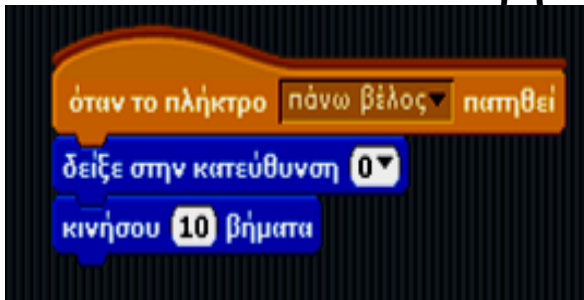 όταν το πλήκτρο πάνω βέλος πατηθεί
δείξε στην κατεύθυνση 0
κινήσου 10 βήματα